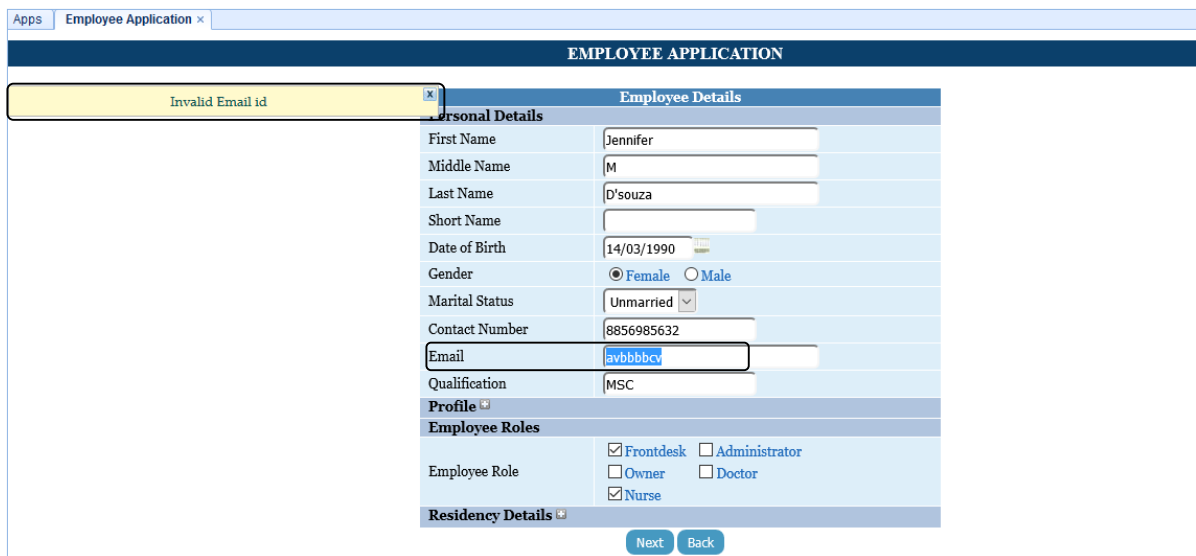 Apps Employee Application ×
EMPLOYEE APPLICATION
Invalid Email id x
Employee Details
Personal Details
First Name Jennifer
Middle Name M
Last Name D'souza
Short Name
Date of Birth 14/03/1990
Gender Female Male
Marital Status Unmarried
Contact Number 8856985632
Email avbbbbcv
Qualification MSC
Profile
Employee Roles
Frontdesk Administrator
Employee Role Owner Doctor
Nurse
Residency Details
Next Back